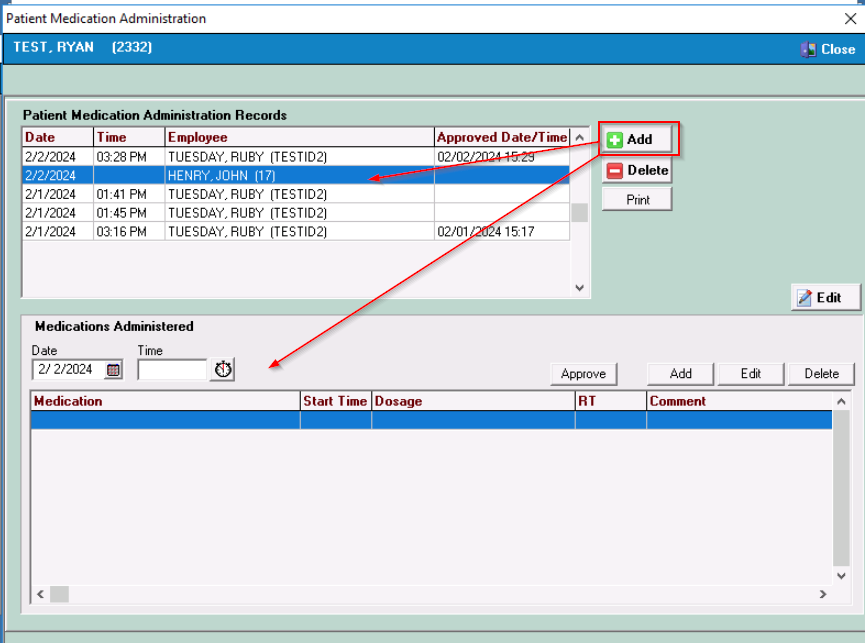 Patient Medication Administration
TEST, RYAN (2332) Close
Patient Medication Administration Records
Date Time Employee Approved Date/Time
2/2/2024 03:28 PM TUESDAY, RUBY (TESTID2) 02/02/2024 15:29
2/2/2024 HENRY, JOHN (17)
2/1/2024 01:41 PM TUESDAY, RUBY (TESTID2)
2/1/2024 01:45 PM TUESDAY, RUBY (TESTID2)
2/1/2024 03:16 PM TUESDAY, RUBY (TESTID2) 02/01/2024 15:17
Add
Delete
Print
Edit
Medications Administered
Date Time
2/ 2/2024
Approve Add Edit Delete
Medication Start Time Dosage RT Comment